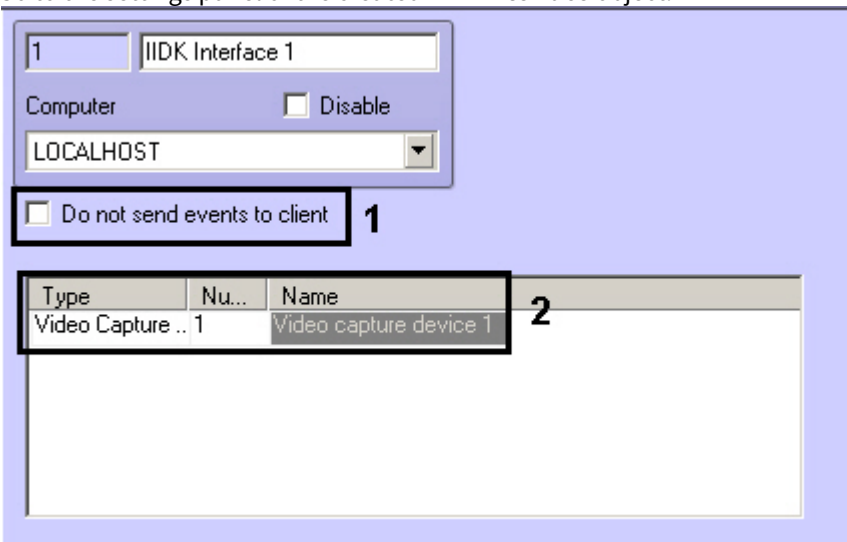 1 IIDK Interface 1
Computer Disable
LOCALHOST
Do not send events to client 1
Type Nu... Name
Video Capture .. 1 Video capture device 1 2